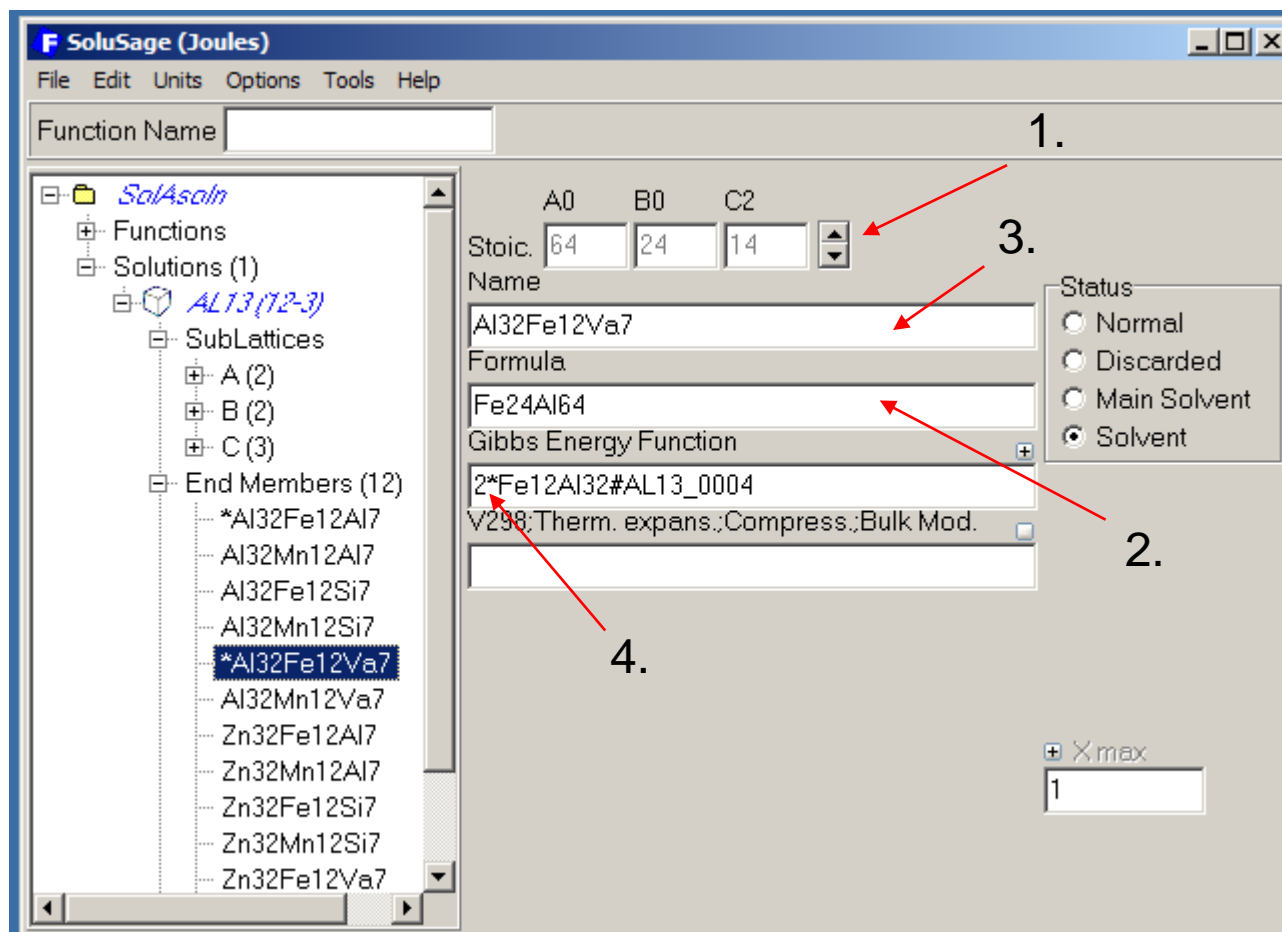 SoluSage (Joules)
File Edit Units Options Tools Help
Function Name
1.
SolAsoln
Functions
Solutions (1)
AL13 (12-3)
SubLattices
A (2)
B (2)
C (3)
End Members (12)
*Al32Fe12Al7
Al32Mn12Al7
Al32Fe12Si7
Al32Mn12Si7
*Al32Fe12Va7
Al32Mn12Va7
Zn32Fe12Al7
Zn32Mn12Al7
Zn32Fe12Si7
Zn32Mn12Si7
Zn32Fe12Va7
A0 B0 C2
Stoic. 64 24 14
3.
Name
Al32Fe12Va7
Formula
Fe24Al64
Gibbs Energy Function
2*Fe12Al32#AL13_0004
V298;Therm. expans.;Compress.;Bulk Mod.
2.
4.
Status
Normal
Discarded
Main Solvent
Solvent
X max
1